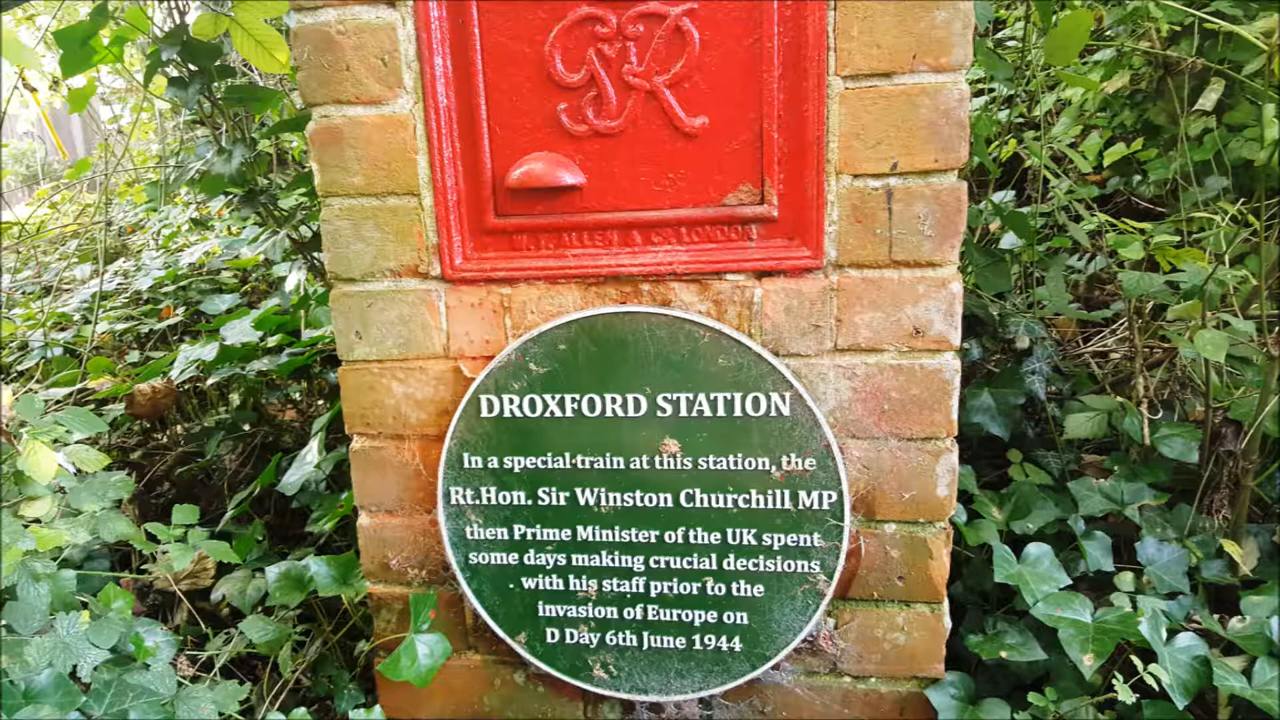 GR
W.T. ALLEN & CO. LONDON
DROXFORD STATION
In a special train at this station, the
Rt.Hon. Sir Winston Churchill MP
then Prime Minister of the UK spent
some days making crucial decisions
with his staff prior to the
invasion of Europe on
D Day 6th June 1944